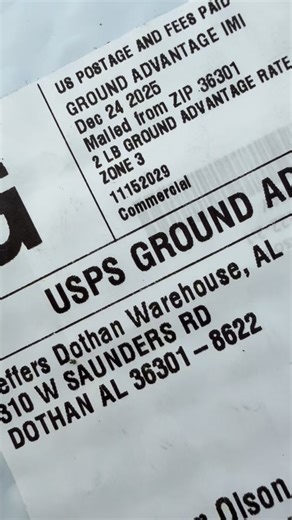 US POSTAGE AND FEES PAID
GROUND ADVANTAGE IMI
Dec 24 2025
Mailed from ZIP 36301
2 LB GROUND ADVANTAGE RATE
ZONE 3
11152029
Commercial
G
USPS GROUND AD
effers Dothan Warehouse, AL
310 W SAUNDERS RD
DOTHAN AL 36301-8622
Olson